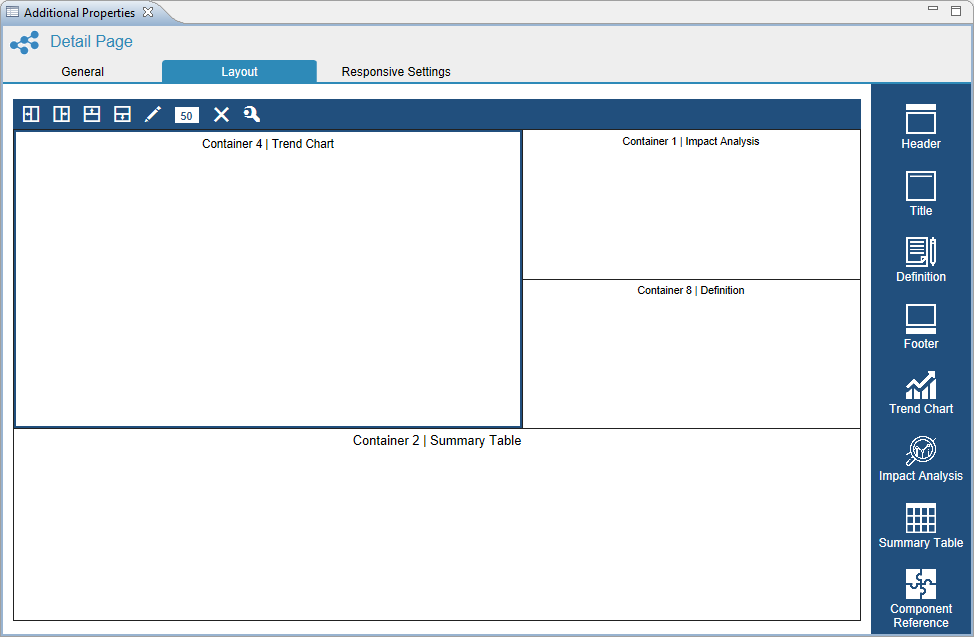 Additional Properties
Detail Page
General
Layout
Responsive Settings
50
Container 4 | Trend Chart
Container 1 | Impact Analysis
Container 8 | Definition
Container 2 | Summary Table
Header
Title
Definition
Footer
Trend Chart
Impact Analysis
Summary Table
Component
Reference